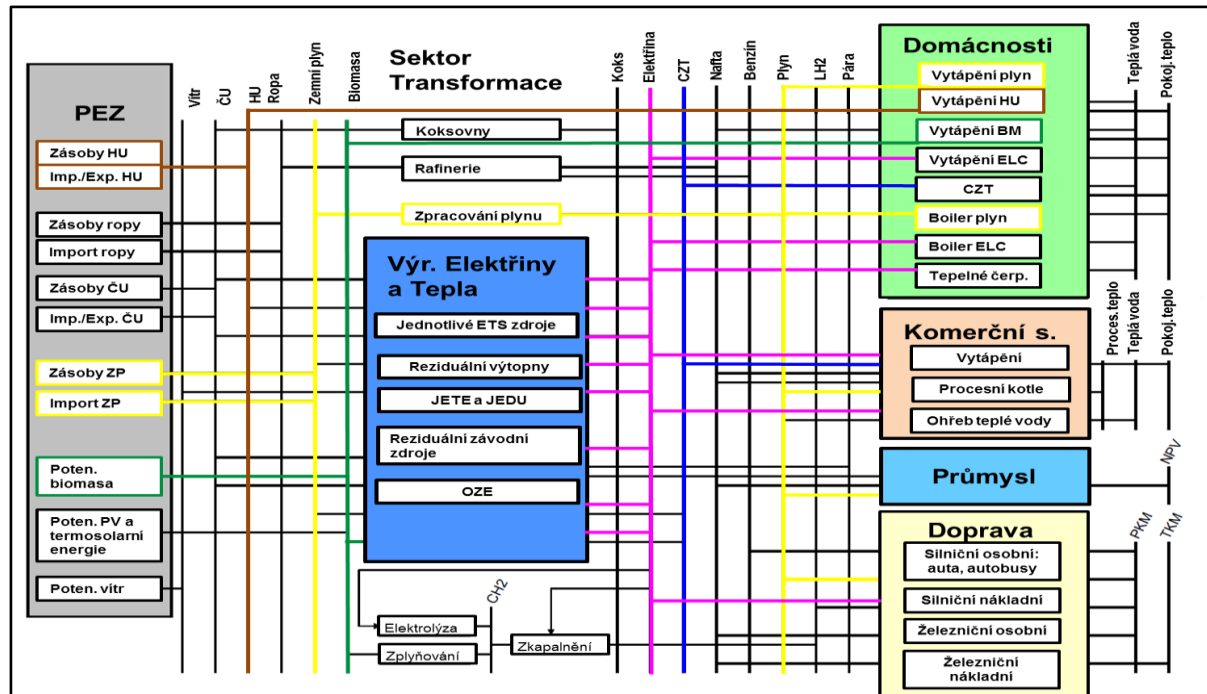 PEZ
Zásoby HU
Imp./Exp. HU
Zásoby ropy
Import ropy
Zásoby ČU
Imp./Exp. ČU
Zásoby ZP
Import ZP
Poten.
biomasa
Poten. PV a
termosolarni
energie
Poten. vítr
Vítr
ČU
HU
Ropa
Zemní plyn
Biomasa
Sektor
Transformace
Koksovny
Rafinerie
Zpracování plynu
Výr. Elektřiny
a Tepla
Jednotlivé ETS zdroje
Reziduální výtopny
JETE a JEDU
Reziduální závodní
zdroje
OZE
Elektrolýza
Zplyňování
CH2
Zkapalnění
Koks
Elektřina
CZT
Nafta
Benzín
Plyn
LH2
Pára
Domácnosti
Vytápění plyn
Vytápění HU
Vytápění BM
Vytápění ELC
CZT
Boiler plyn
Boiler ELC
Tepelné čerp.
Teplá voda
Pokoj.teplo
Komerční s.
Vytápění
Procesní kotle
Ohřeb teplé vody
Proces.teplo
Teplá voda
Pokoj.teplo
Průmysl
NPV
Doprava
Silniční osobní:
auta, autobusy
Silniční nákladní
Železniční osobní
Železniční
nákladní
PKM
TKM